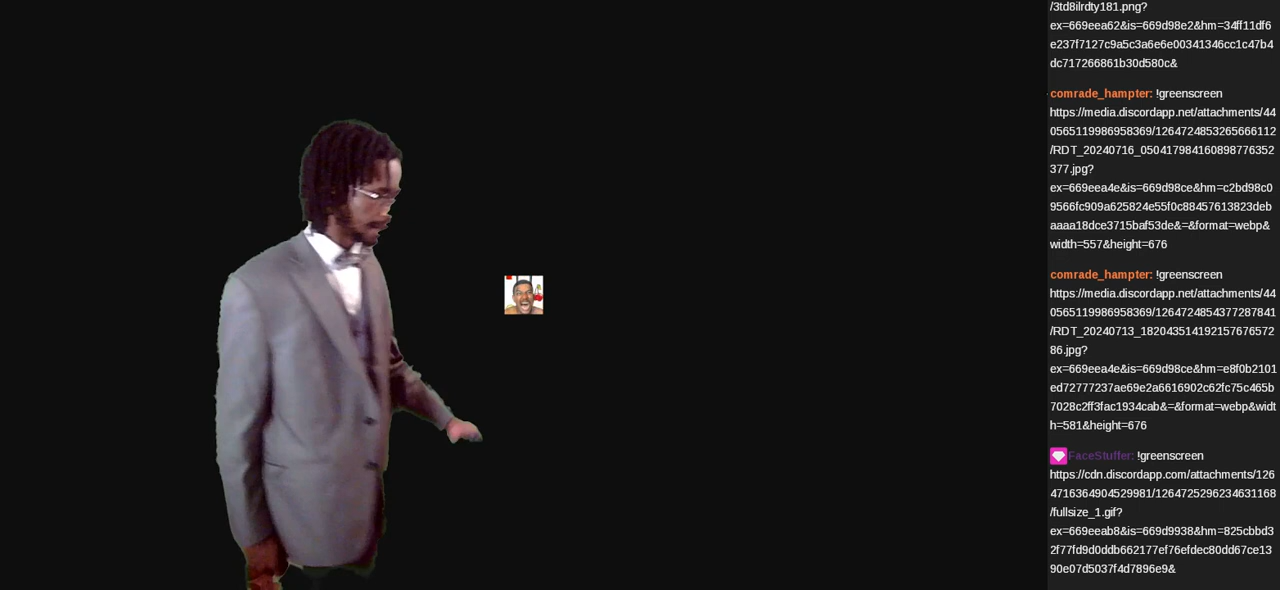 /3td8ilrdty181.png?
ex=669eea62&is=669d98e2&hm=34ff11df6
e237f7127c9a5c3a6e6e00341346cc1c47b4
dc717266861b30d580c&
comrade_hampter: !greenscreen
https://media.discordapp.net/attachments/44
0565119986958369/1264724853265666112
/RDT_20240716_050417984160898776352
377.jpg?
ex=669eea4e&is=669d98ce&hm=c2bd98c0
9566fc909a625824e55f0c88457613823deb
aaaa18dce3715baf53de&=&format=webp&
width=557&height=676
comrade_hampter: !greenscreen
https://media.discordapp.net/attachments/44
0565119986958369/1264724854377287841
/RDT_20240713_182043514192157676572
86.jpg?
ex=669eea4e&is=669d98ce&hm=e8f0b2101
ed72777237ae69e2a6616902c62fc75c465b
7028c2ff3fac1934cab&=&format=webp&widt
h=581&height=676
FaceStuffer: !greenscreen
https://cdn.discordapp.com/attachments/126
4716364904529981/1264725296234631168
/fullsize_1.gif?
ex=669eeab8&is=669d9938&hm=825cbbd3
2f77fd9d0ddb662177ef76efdec80dd67ce13
90e07d5037f4d7896e9&